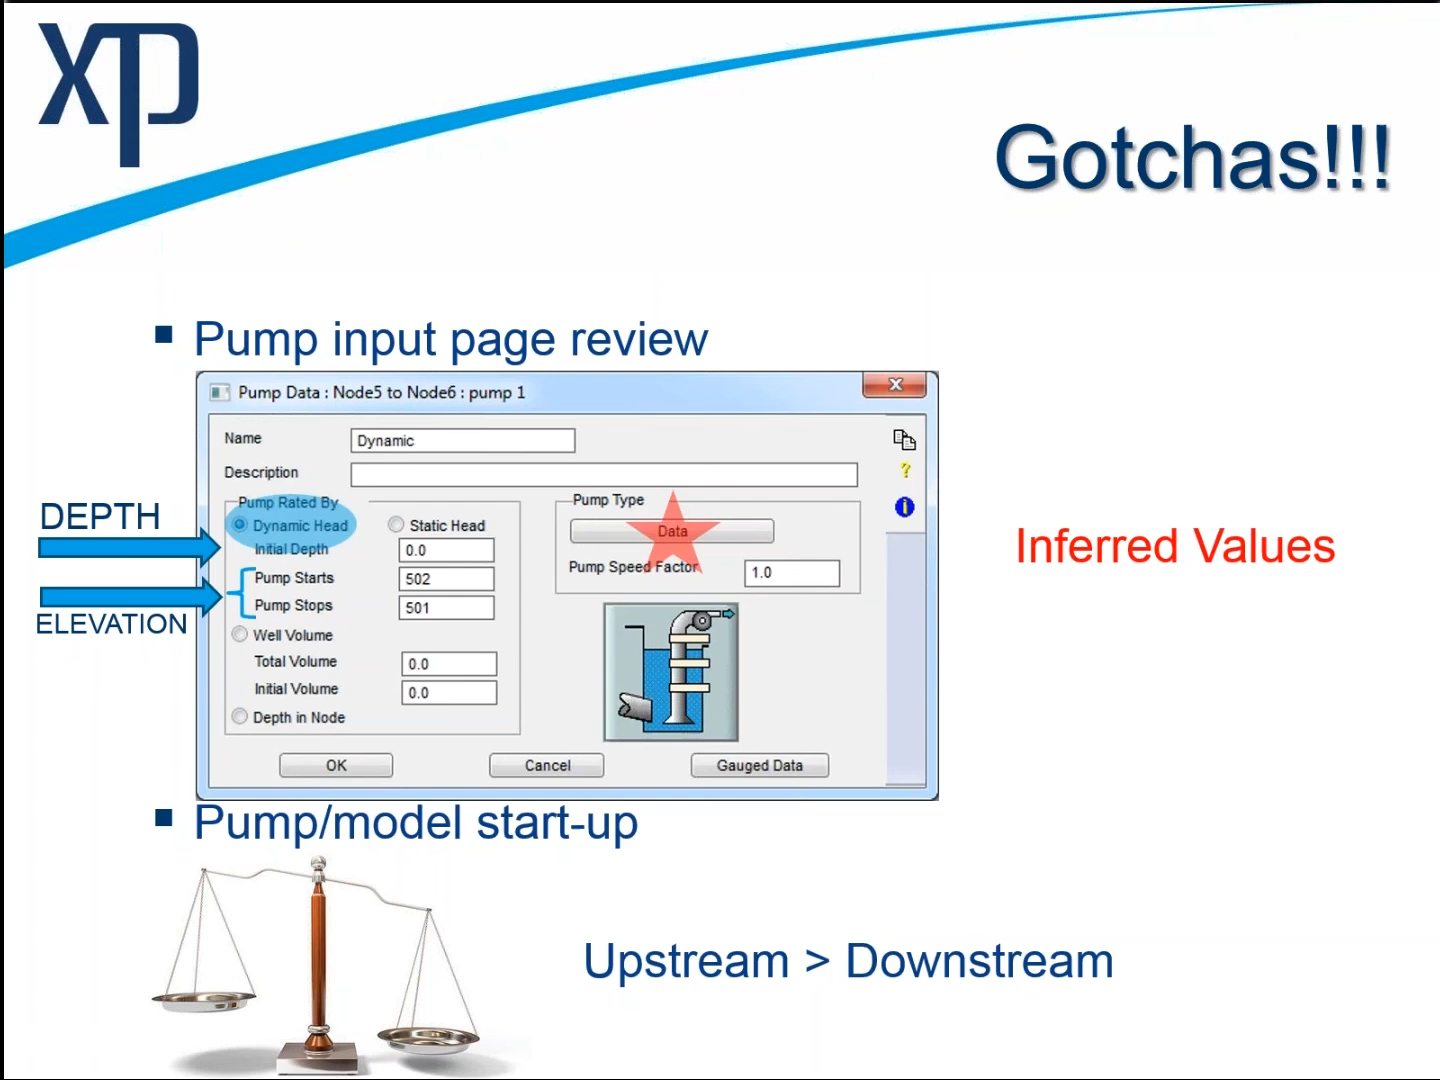 xp
Gotchas!!!
▪ Pump input page review
Pump Data : Node5 to Node6 : pump 1
Name Dynamic
Description
DEPTH
ELEVATION
Pump Rated By
Dynamic Head Static Head
Initial Depth 0.0
Pump Starts 502
Pump Stops 501
Well Volume
Total Volume 0.0
Initial Volume 0.0
Depth in Node
Pump Type
Data
Pump Speed Factor 1.0
OK Cancel Gauged Data
Inferred Values
▪ Pump/model start-up
Upstream > Downstream